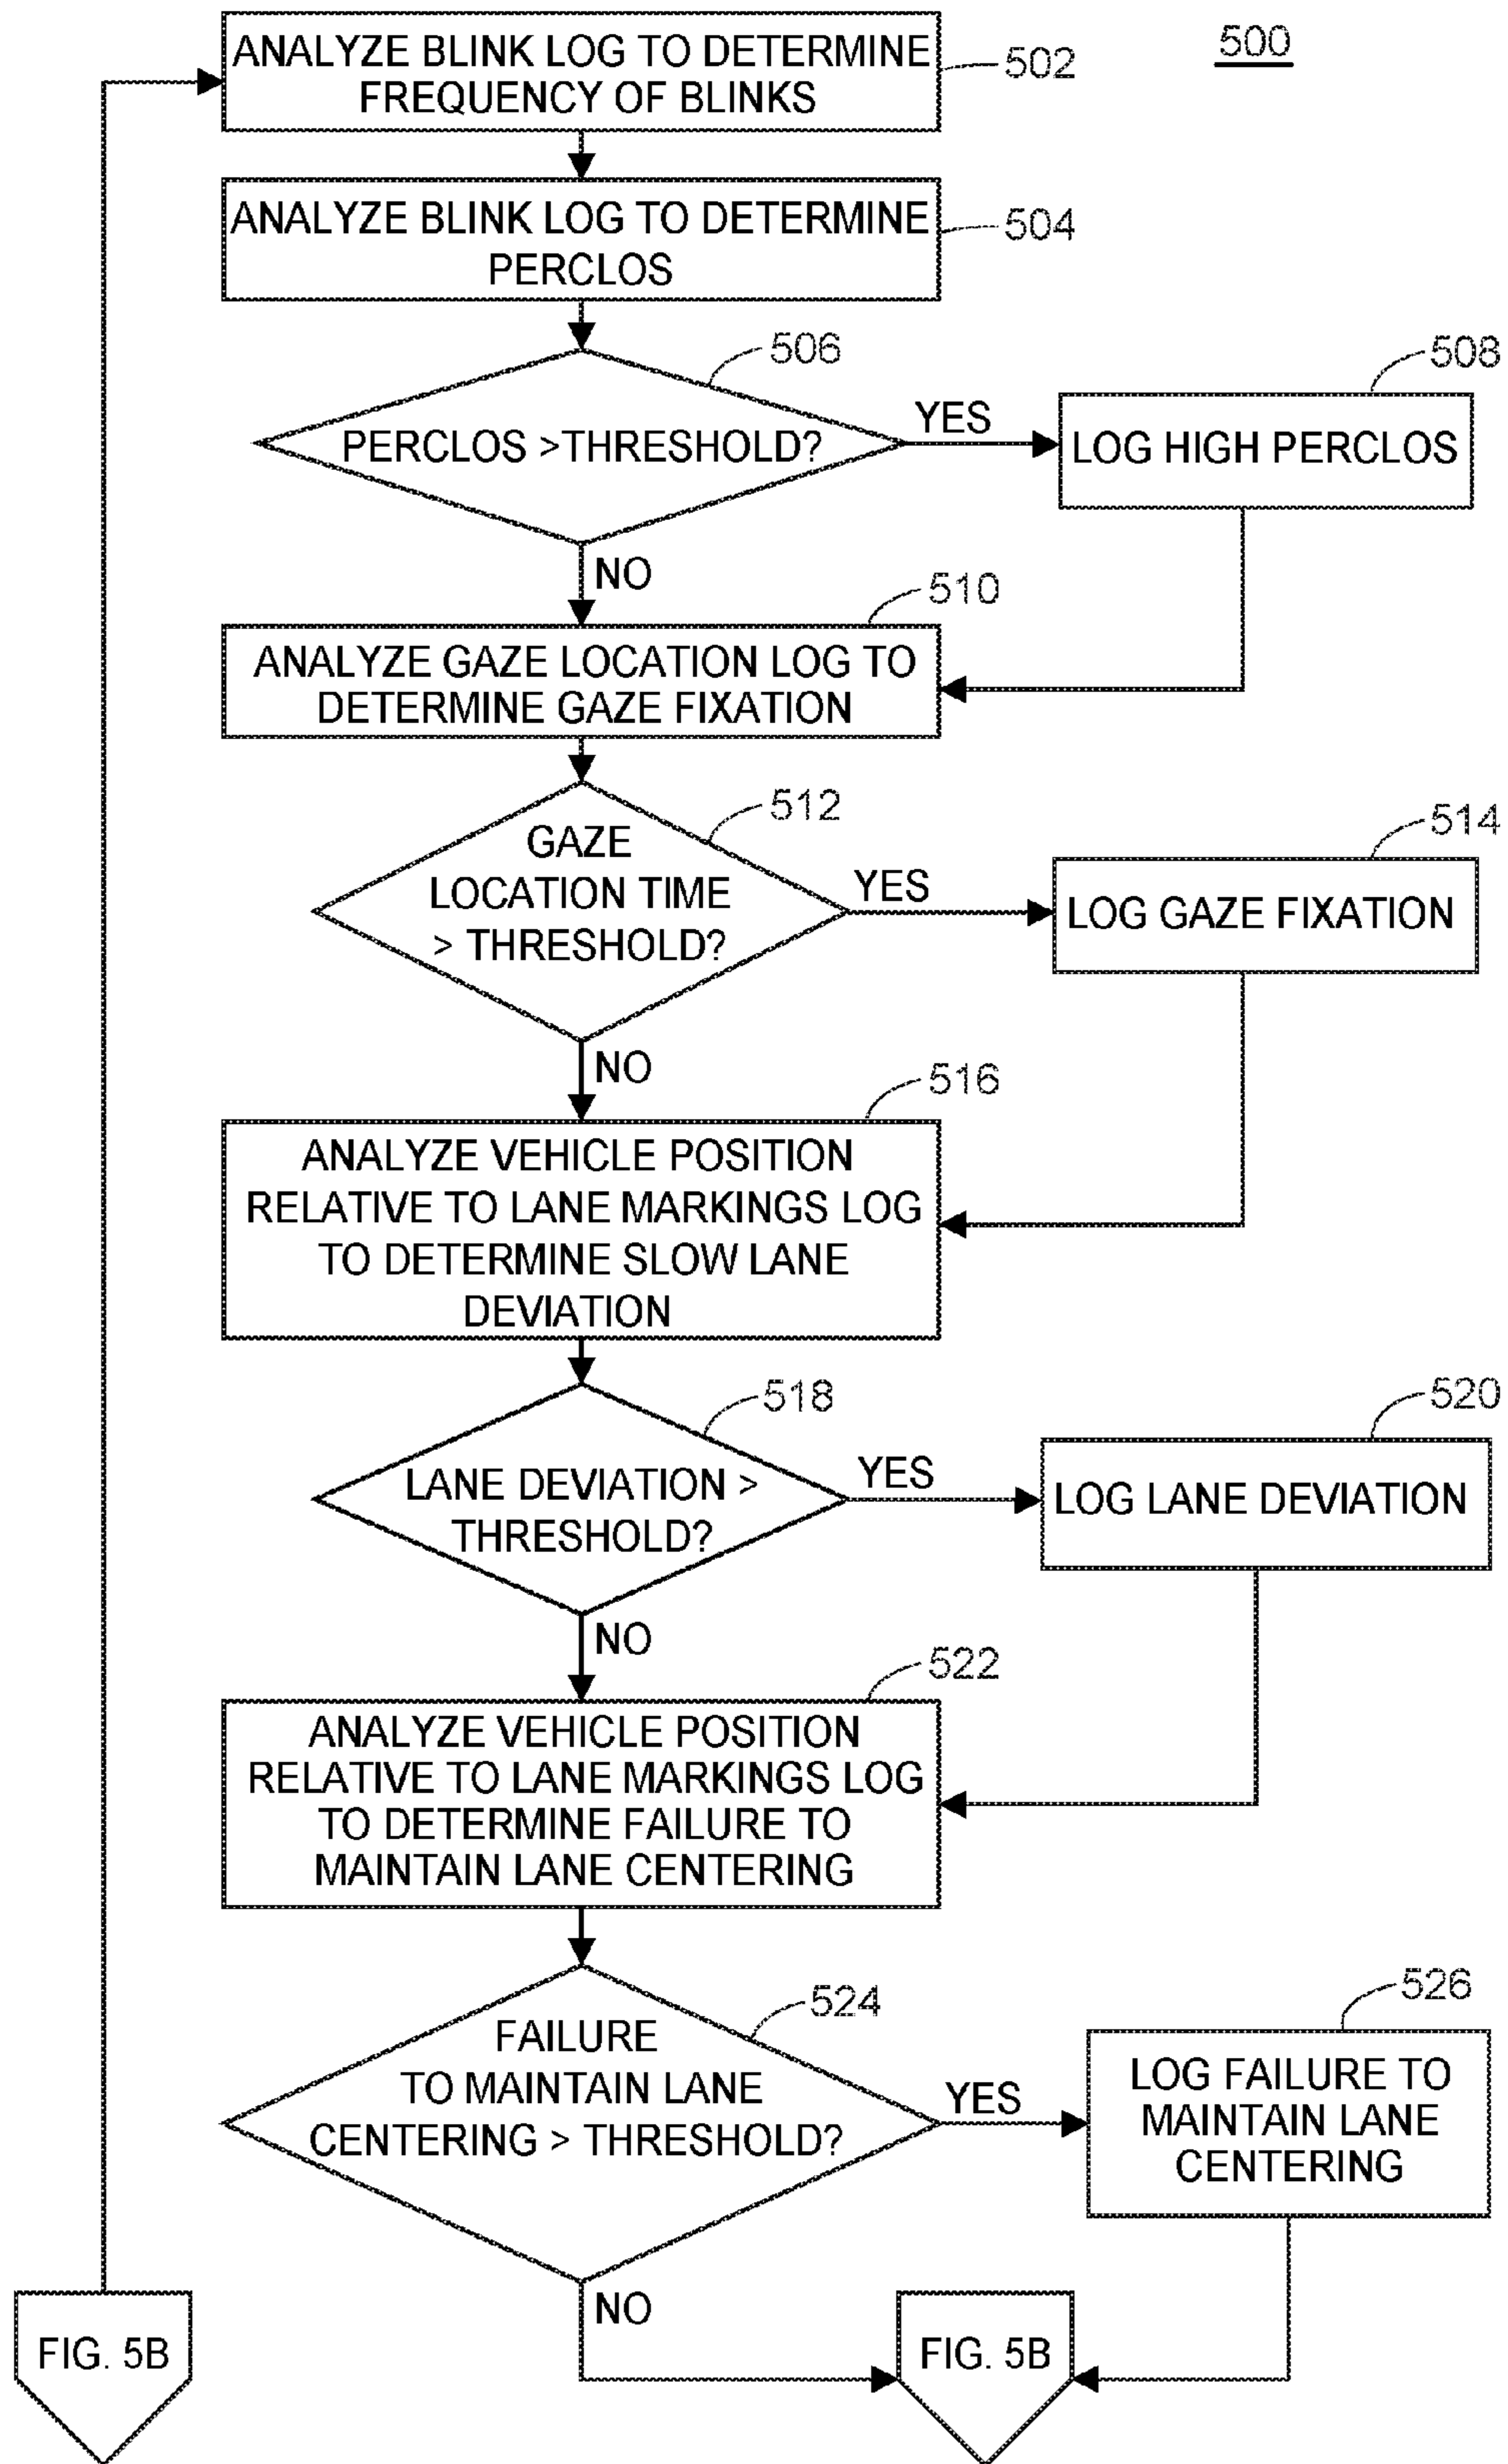 500
ANALYZE BLINK LOG TO DETERMINE
FREQUENCY OF BLINKS
502
ANALYZE BLINK LOG TO DETERMINE
PERCLOS
504
506
PERCLOS >THRESHOLD?
YES
508
LOG HIGH PERCLOS
NO
510
ANALYZE GAZE LOCATION LOG TO
DETERMINE GAZE FIXATION
512
GAZE
LOCATION TIME
> THRESHOLD?
YES
514
LOG GAZE FIXATION
NO
516
ANALYZE VEHICLE POSITION
RELATIVE TO LANE MARKINGS LOG
TO DETERMINE SLOW LANE
DEVIATION
518
LANE DEVIATION >
THRESHOLD?
YES
520
LOG LANE DEVIATION
NO
522
ANALYZE VEHICLE POSITION
RELATIVE TO LANE MARKINGS LOG
TO DETERMINE FAILURE TO
MAINTAIN LANE CENTERING
524
FAILURE
TO MAINTAIN LANE
CENTERING > THRESHOLD?
YES
526
LOG FAILURE TO
MAINTAIN LANE
CENTERING
NO
FIG. 5B
FIG. 5B